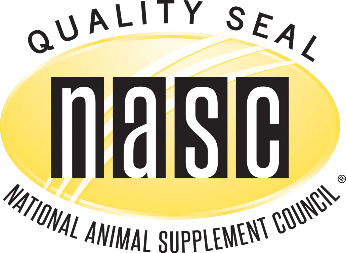 QUALITY SEAL
nasc
NATIONAL ANIMAL SUPPLEMENT COUNCIL®